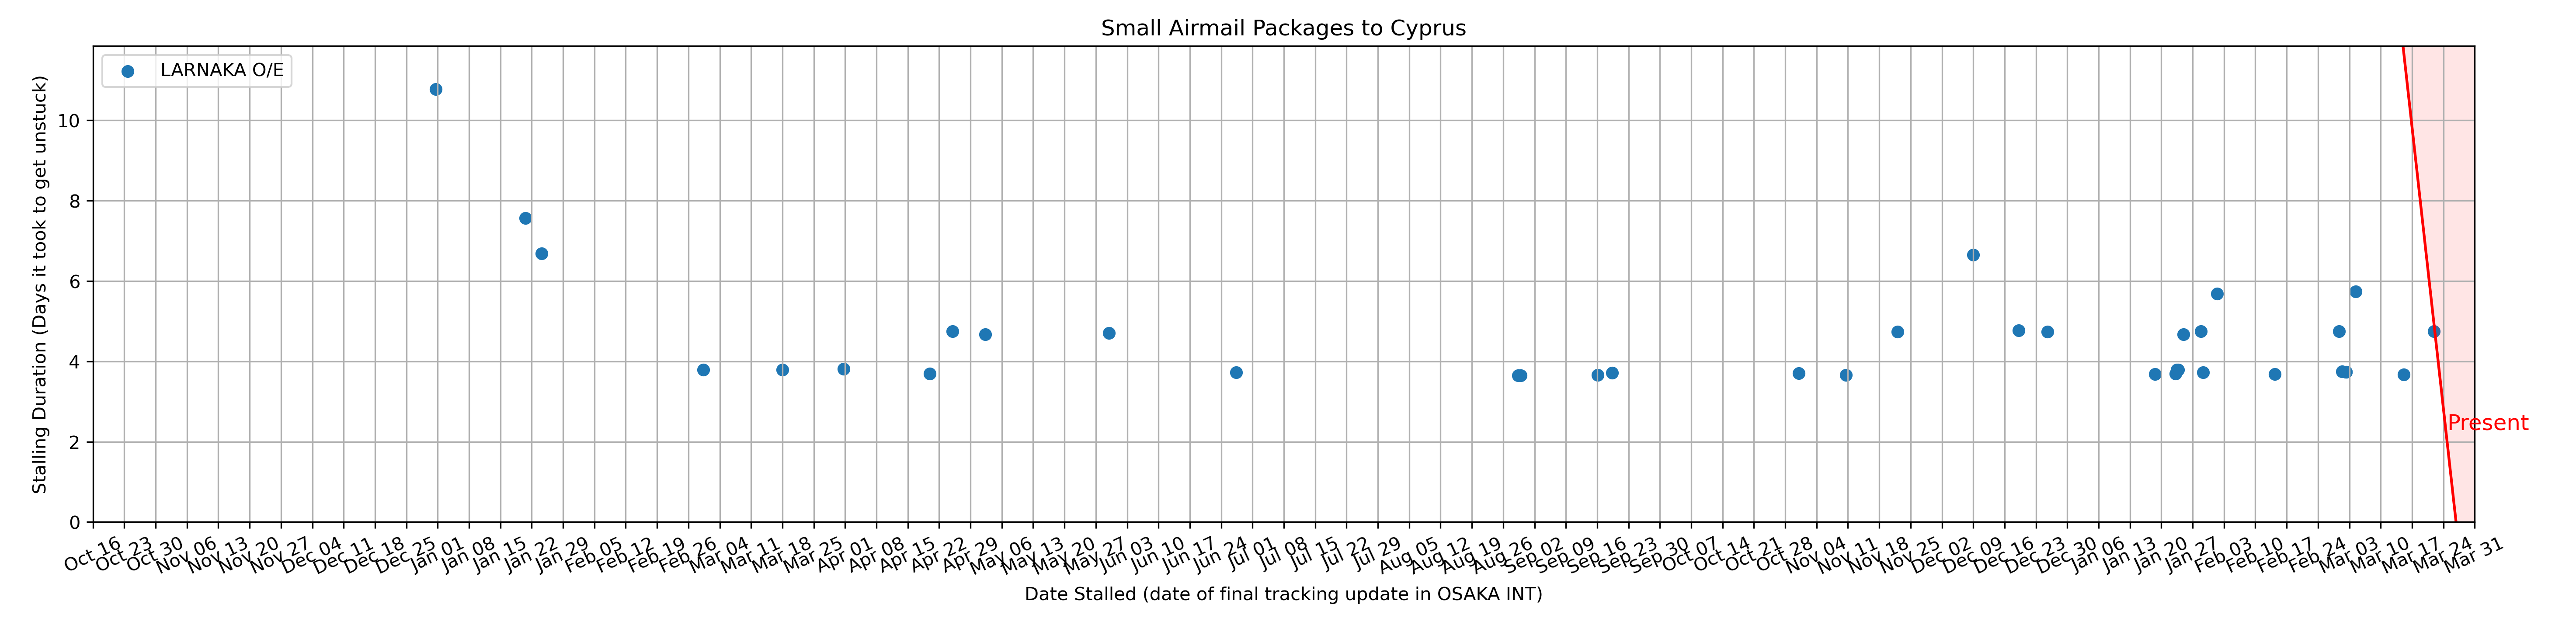 Small Airmail Packages to Cyprus
LARNAKA O/E
Stalling Duration (Days it took to get unstuck)
10
8
6
4
2
0
Present
Oct 16 Oct 23 Oct 30 Nov 06 Nov 13 Nov 20 Nov 27 Dec 04 Dec 11 Dec 18 Dec 25 Jan 01 Jan 08 Jan 15 Jan 22 Jan 29 Feb 05 Feb 12 Feb 19 Feb 26 Mar 04 Mar 11 Mar 18 Mar 25 Apr 01 Apr 08 Apr 15 Apr 22 Apr 29 May 06 May 13 May 20 May 27 Jun 03 Jun 10 Jun 17 Jun 24 Jul 01 Jul 08 Jul 15 Jul 22 Jul 29 Aug 05 Aug 12 Aug 19 Aug 26 Sep 02 Sep 09 Sep 16 Sep 23 Sep 30 Oct 07 Oct 14 Oct 21 Oct 28 Nov 04 Nov 11 Nov 18 Nov 25 Dec 02 Dec 09 Dec 16 Dec 23 Dec 30 Jan 06 Jan 13 Jan 20 Jan 27 Feb 03 Feb 10 Feb 17 Feb 24 Mar 03 Mar 10 Mar 17 Mar 24 Mar 31
Date Stalled (date of final tracking update in OSAKA INT)